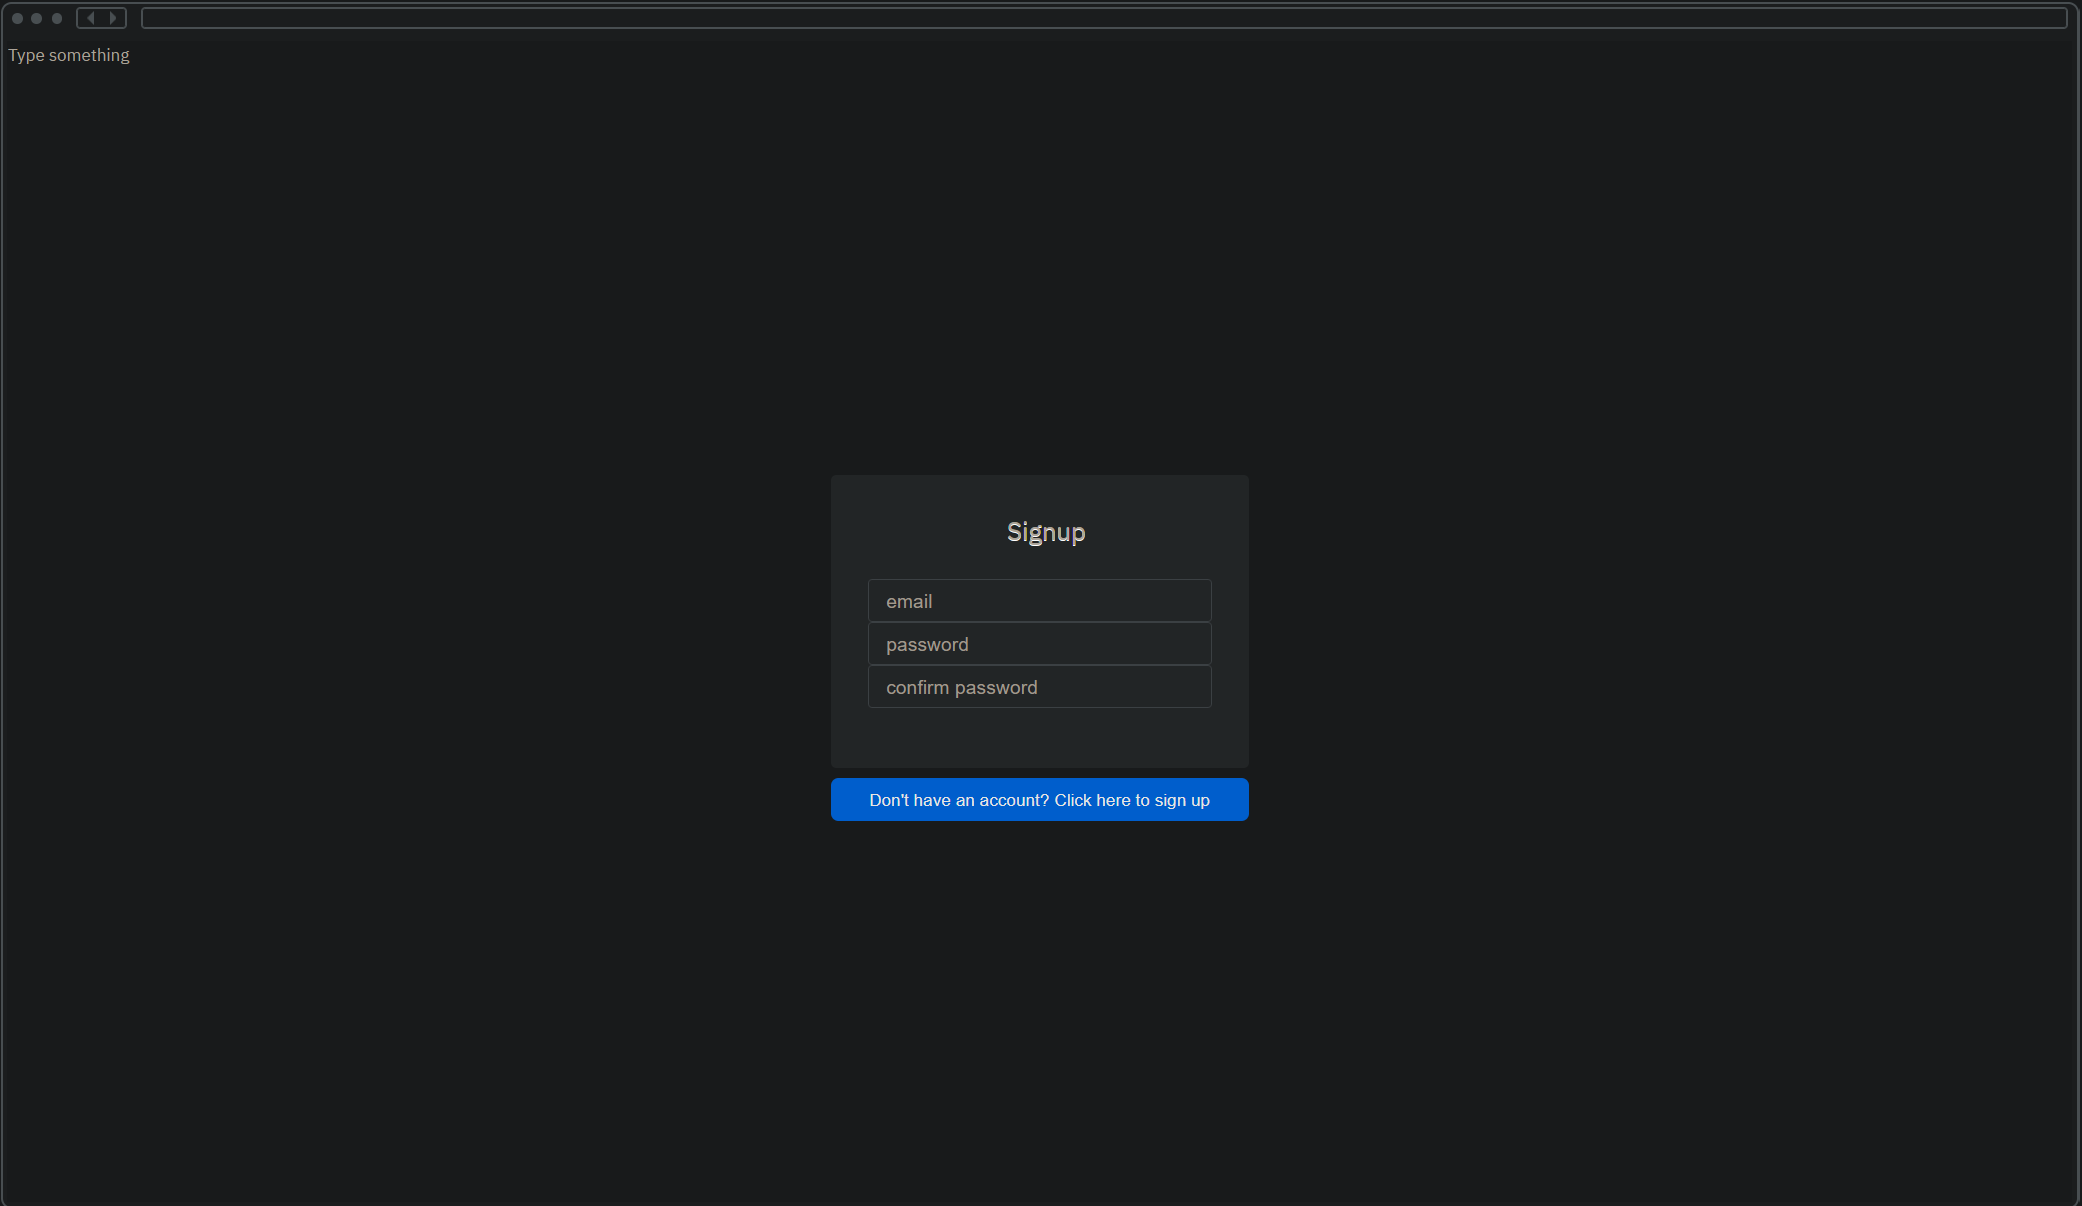 Type something
Signup
email
password
confirm password
Don't have an account? Click here to sign up